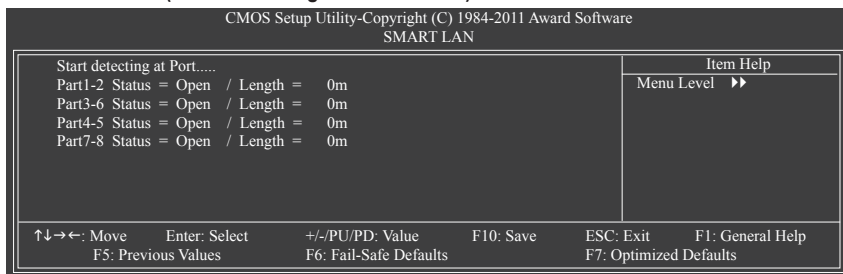 CMOS Setup Utility-Copyright (C) 1984-2011 Award Software
SMART LAN
Start detecting at Port.....
Part1-2 Status = Open / Length = 0m
Part3-6 Status = Open / Length = 0m
Part4-5 Status = Open / Length = 0m
Part7-8 Status = Open / Length = 0m
Item Help
Menu Level
↑↓→←: Move Enter: Select +/-/PU/PD: Value F10: Save ESC: Exit F1: General Help
F5: Previous Values F6: Fail-Safe Defaults F7: Optimized Defaults